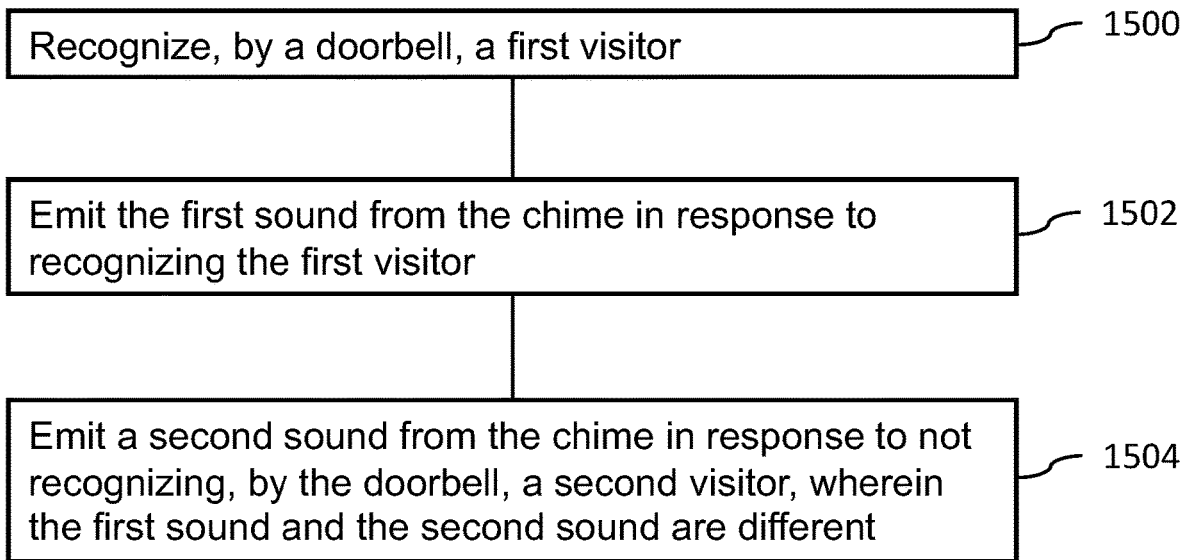 Recognize, by a doorbell, a first visitor
1500
Emit the first sound from the chime in response to
recognizing the first visitor
1502
Emit a second sound from the chime in response to not
recognizing, by the doorbell, a second visitor, wherein
the first sound and the second sound are different
1504